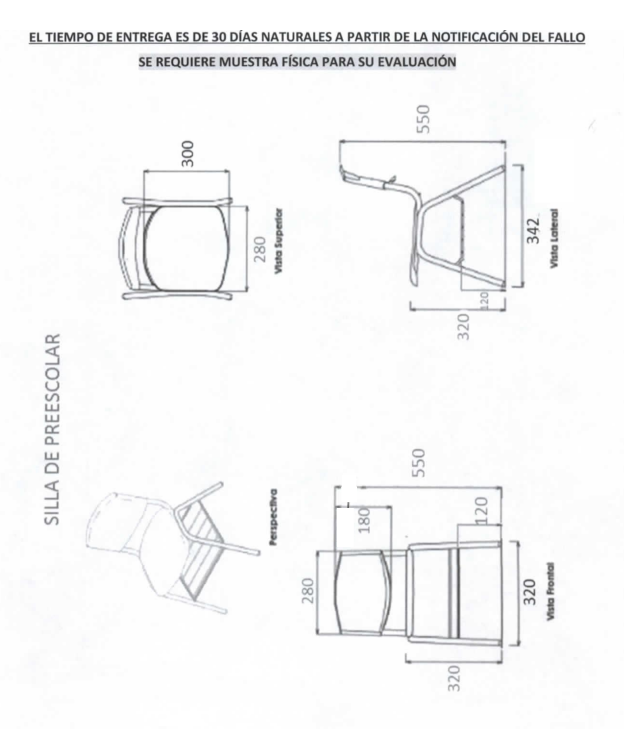 EL TIEMPO DE ENTREGA ES DE 30 DÍAS NATURALES A PARTIR DE LA NOTIFICACIÓN DEL FALLO
SE REQUIERE MUESTRA FÍSICA PARA SU EVALUACIÓN
SILLA DE PREESCOLAR
300
280
Vista Superior
550
342
320
120
Vista Lateral
Perspectiva
550
180
280
120
320
320
Vista Frontal